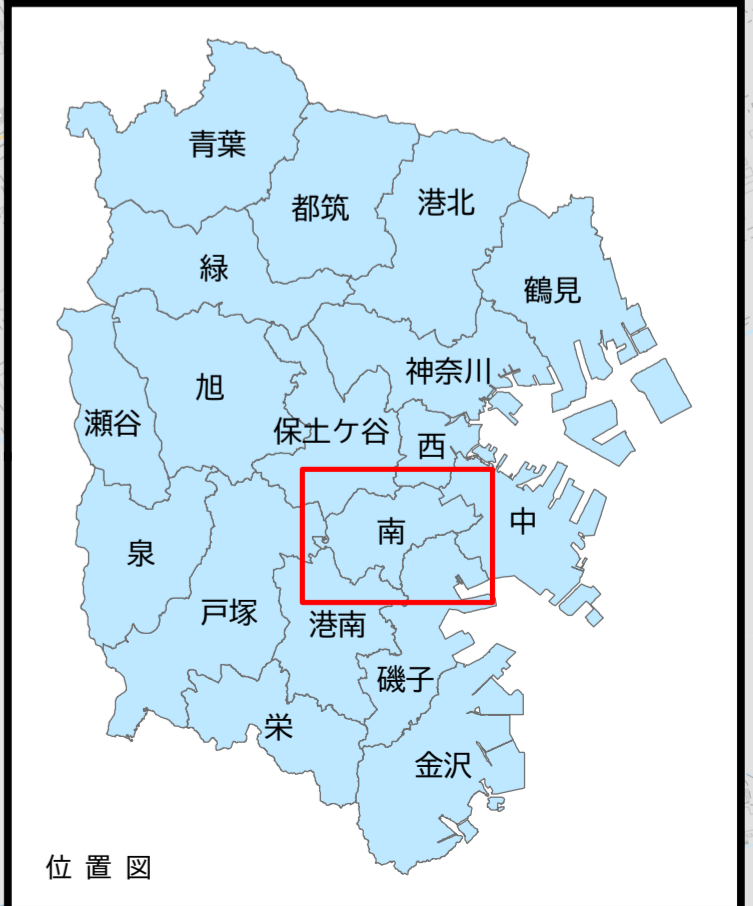 青葉
都筑
港北
緑
鶴見
神奈川
旭
瀬谷
保土ケ谷
西
南
中
泉
戸塚
港南
磯子
栄
金沢
位置図